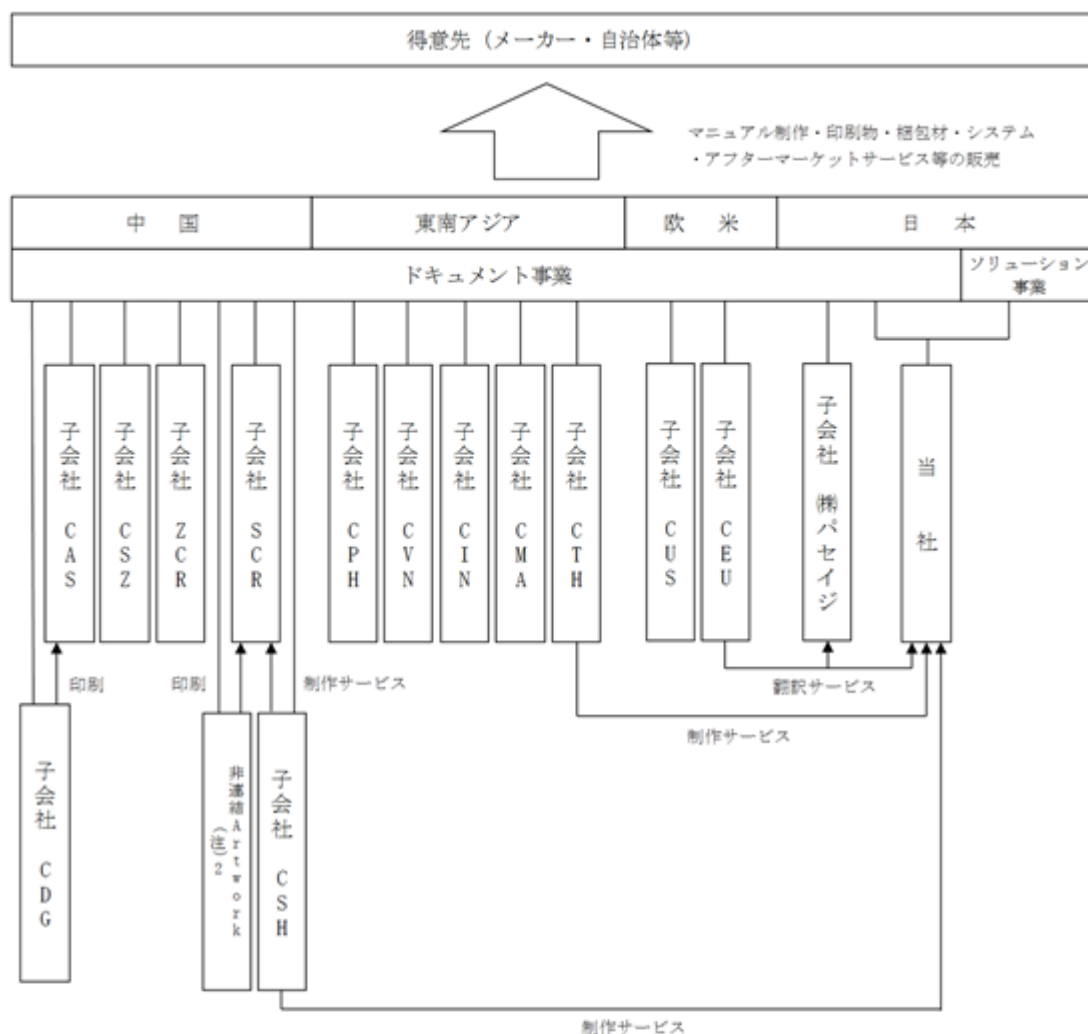 得意先（メーカー・自治体等）
マニュアル制作・印刷物・梱包材・システム
・アフターマーケットサービス等の販売
中　国
東南アジア
欧　米
日　本
ドキュメント事業
ソリューション
事業
子会社　CAS
子会社　CSZ
子会社　ZCR
子会社　SCR
子会社　CPH
子会社　CVN
子会社　CIN
子会社　CMA
子会社　CTH
子会社　CUS
子会社　CEU
子会社　㈱パセイジ
当　社
印刷
印刷
制作サービス
翻訳サービス
制作サービス
子会社　CDG
非連結Artwork
（注）2
子会社　CSH
制作サービス